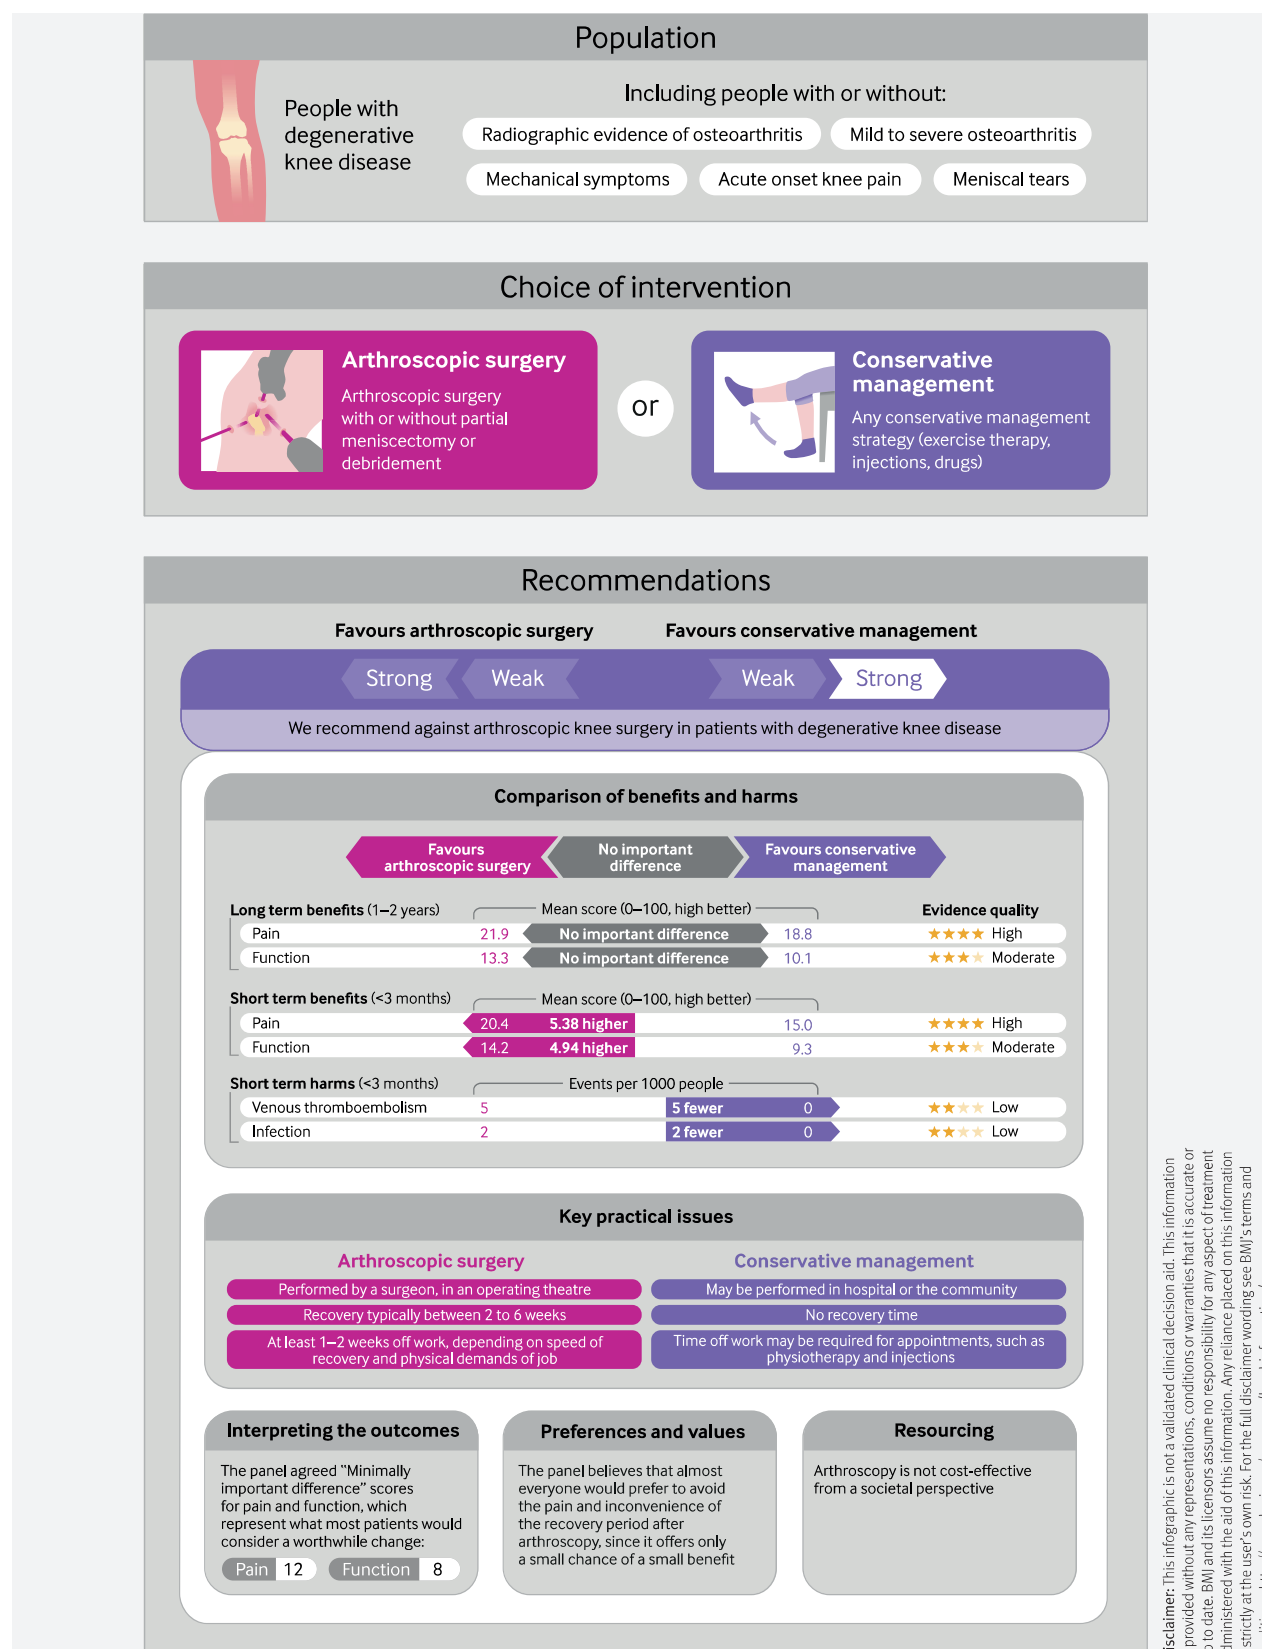 Population
People with
degenerative
knee disease
Including people with or without:
Radiographic evidence of osteoarthritis
Mild to severe osteoarthritis
Mechanical symptoms
Acute onset knee pain
Meniscal tears
Choice of intervention
Arthroscopic surgery
Arthroscopic surgery
with or without partial
meniscectomy or
debridement
or
Conservative
management
Any conservative management
strategy (exercise therapy,
injections, drugs)
Recommendations
Favours arthroscopic surgery
Favours conservative management
Strong
Weak
Weak
Strong
We recommend against arthroscopic knee surgery in patients with degenerative knee disease
Comparison of benefits and harms
Favours
arthroscopic surgery
No important
difference
Favours conservative
management
Long term benefits (1–2 years) Mean score (0–100, high better) Evidence quality
Pain 21.9 No important difference 18.8 ★★★★ High
Function 13.3 No important difference 10.1 ★★★★ Moderate
Short term benefits (<3 months) Mean score (0–100, high better)
Pain 20.4 5.38 higher 15.0 ★★★★ High
Function 14.2 4.94 higher 9.3 ★★★★ Moderate
Short term harms (<3 months) Events per 1000 people
Venous thromboembolism 5 5 fewer 0 ★★★★ Low
Infection 2 2 fewer 0 ★★★★ Low
Key practical issues
Arthroscopic surgery
Performed by a surgeon, in an operating theatre
Recovery typically between 2 to 6 weeks
At least 1–2 weeks off work, depending on speed of
recovery and physical demands of job
Conservative management
May be performed in hospital or the community
No recovery time
Time off work may be required for appointments, such as
physiotherapy and injections
Interpreting the outcomes
The panel agreed "Minimally
important difference" scores
for pain and function, which
represent what most patients would
consider a worthwhile change:
Pain 12 Function 8
Preferences and values
The panel believes that almost
everyone would prefer to avoid
the pain and inconvenience of
the recovery period after
arthroscopy, since it offers only
a small chance of a small benefit
Resourcing
Arthroscopy is not cost-effective
from a societal perspective
isclaimer: This infographic is not a validated clinical decision aid. This information
provided without any representations, conditions or warranties that it is accurate or
to date. BMJ and its licensors assume no responsibility for any aspect of treatment
dministered with the aid of this information. Any reliance placed on this information
strictly at the user's own risk. For the full disclaimer wording see BMJ's terms and